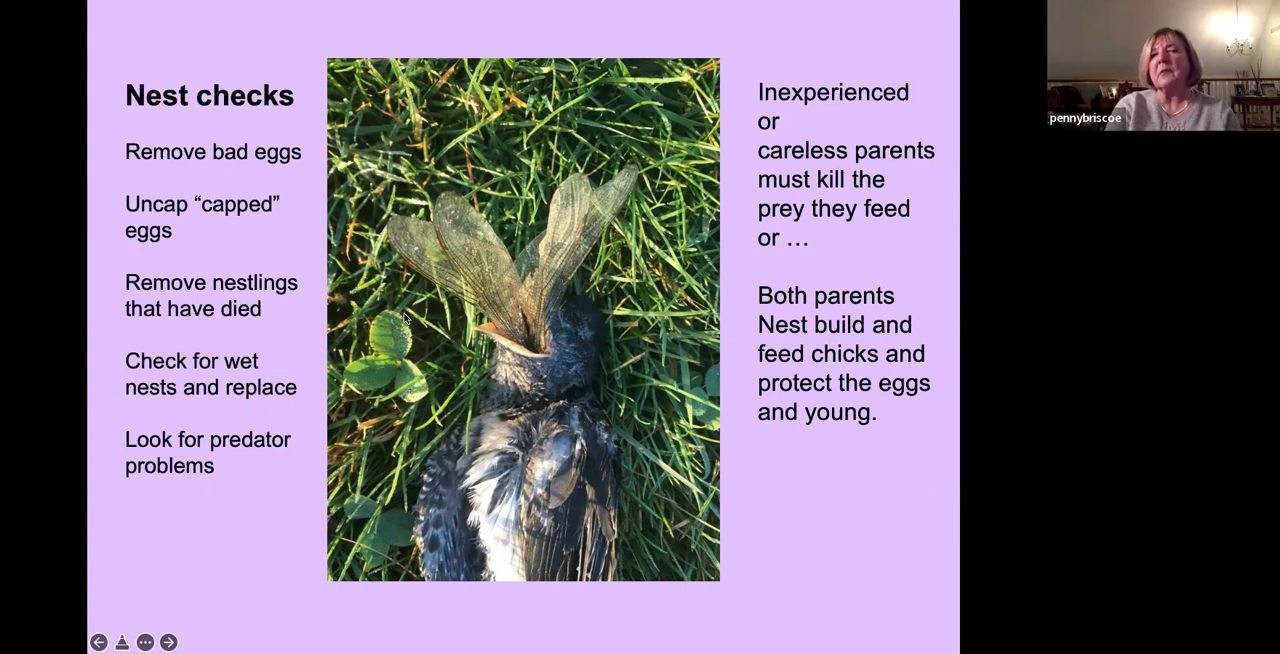 Nest checks
Remove bad eggs
Uncap “capped”
eggs
Remove nestlings
that have died
Check for wet
nests and replace
Look for predator
problems
Inexperienced
or
careless parents
must kill the
prey they feed
or …
Both parents
Nest build and
feed chicks and
protect the eggs
and young.
pennybriscoe